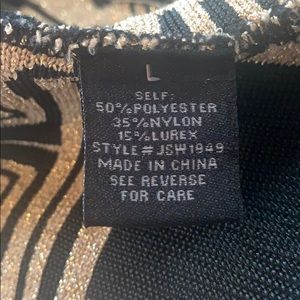 L
SELF:
50%POLYESTER
35%NYLON
15%LUREX
STYLE#JSW1949
MADE IN CHINA
SEE REVERSE
FOR CARE